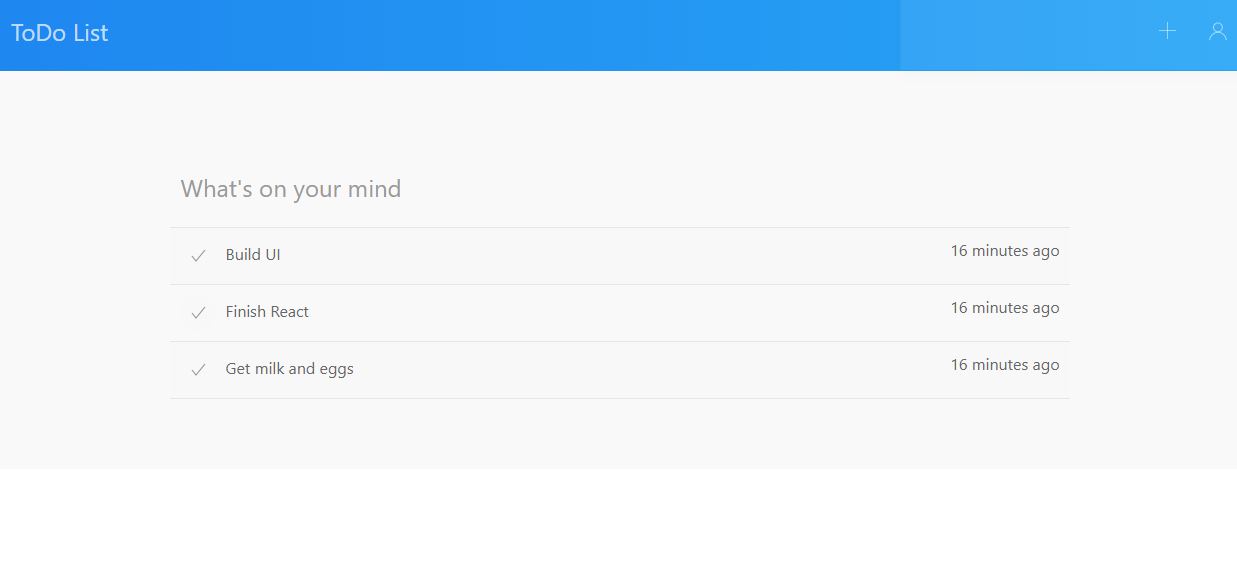 ToDo List
What's on your mind
Build UI 16 minutes ago
Finish React 16 minutes ago
Get milk and eggs 16 minutes ago